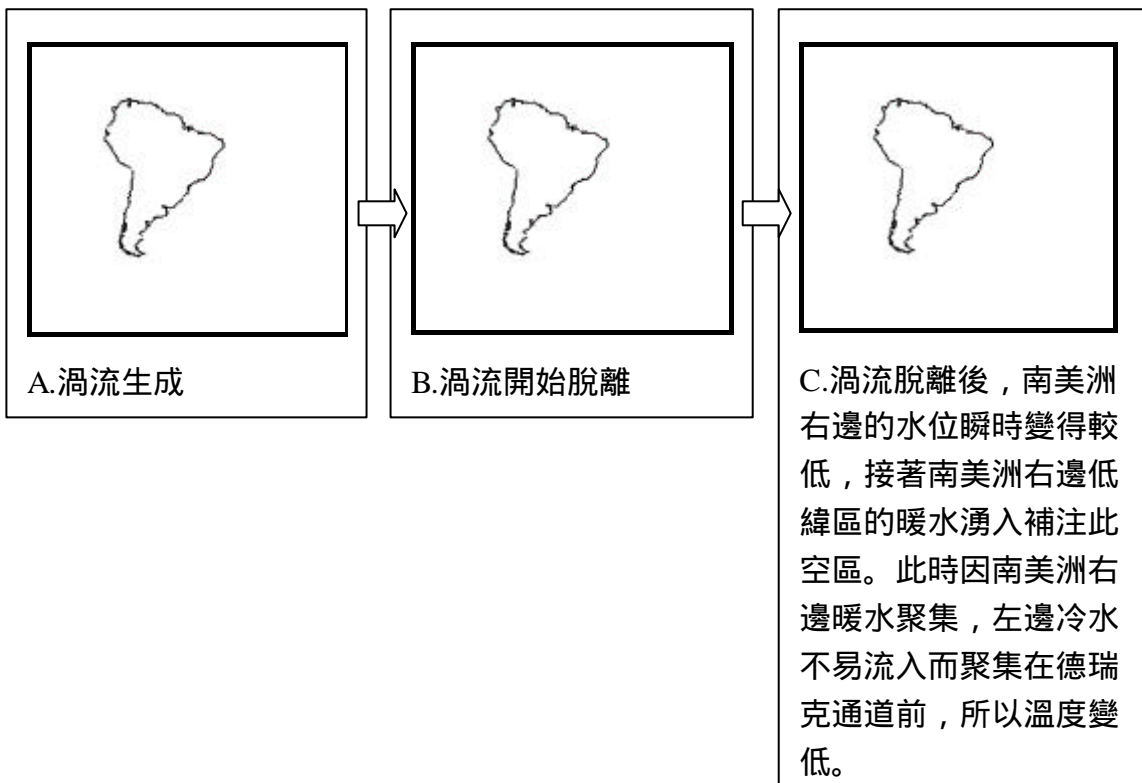 A.渦流生成
B.渦流開始脫離
C.渦流脫離後，南美洲
右邊的水位瞬時變得較
低，接著南美洲右邊低
緯區的暖水湧入補注此
空區。此時因南美洲右
邊暖水聚集，左邊冷水
不易流入而聚集在德瑞
克通道前，所以溫度變
低。